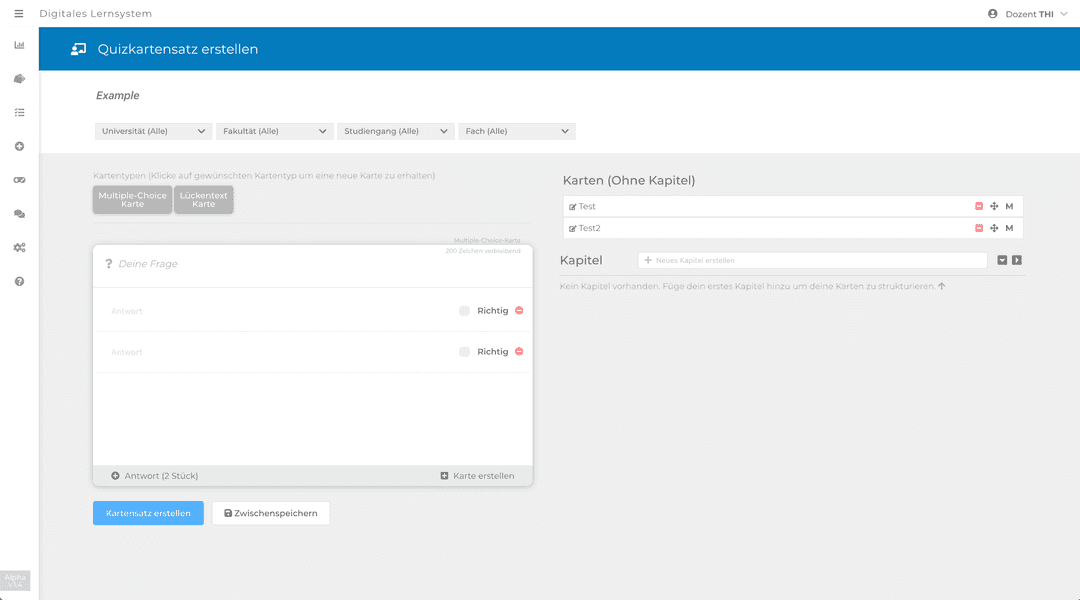 Digitales Lernsystem
Dozent THI
Quizkartensatz erstellen
Example
Universität (Alle)
Fakultät (Alle)
Studiengang (Alle)
Fach (Alle)
Kartentypen (Klicke auf gewünschten Kartentyp um eine neue Karte zu erhalten)
Multiple-Choice
Karte
Lückentext
Karte
Multiple-Choice-Karte
200 Zeichen verbleibend
? Deine Frage
Antwort
Richtig
Antwort
Richtig
Antwort (2 Stück)
Karte erstellen
Kartensatz erstellen
Zwischenspeichern
Karten (Ohne Kapitel)
Test
M
Test2
M
Kapitel
Neues Kapitel erstellen
Kein Kapitel vorhanden. Füge dein erstes Kapitel hinzu um deine Karten zu strukturieren.
Alpha
V1.4